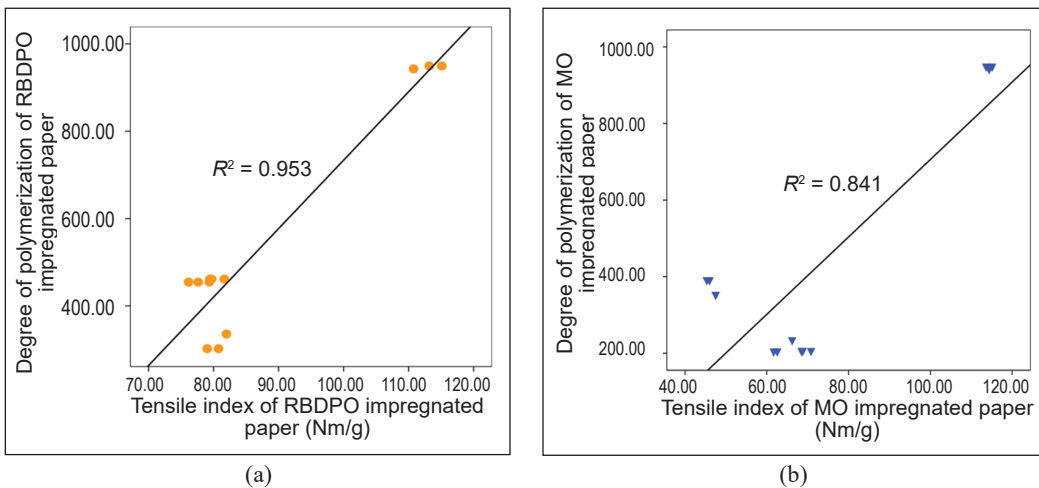 Degree of polymerization of RBDPO
impregnated paper
1000.00
800.00
600.00
400.00
R² = 0.953
70.00 80.00 90.00 100.00 110.00 120.00
Tensile index of RBDPO impregnated
paper (Nm/g)
(a)
Degree of polymerization of MO
impregnated paper
1000.00
800.00
600.00
400.00
200.00
R² = 0.841
40.00 60.00 80.00 100.00 120.00
Tensile index of MO impregnated paper
(Nm/g)
(b)